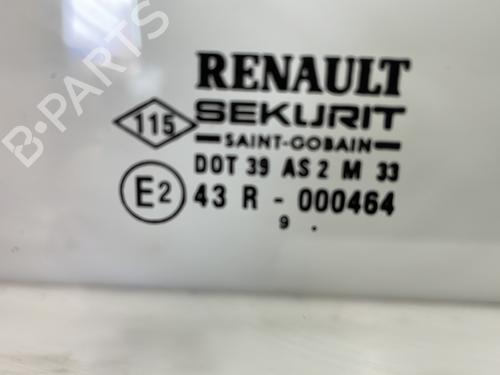 RENAULT
115 SEKURIT
SAINT-GOBAIN
DOT 39 AS 2 M 33
E2 43 R - 000464
9 .
B-Parts